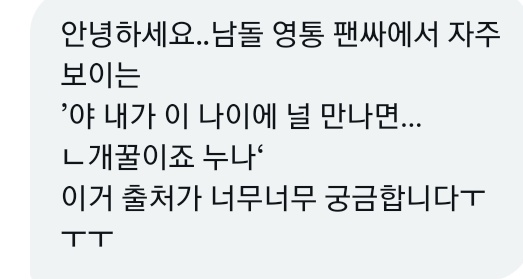 안녕하세요..남돌 영통 팬싸에서 자주
보이는
’야 내가 이 나이에 널 만나면...
ㄴ개꿀이죠 누나‘
이거 출처가 너무너무 궁금합니다ㅜ
ㅜㅜ